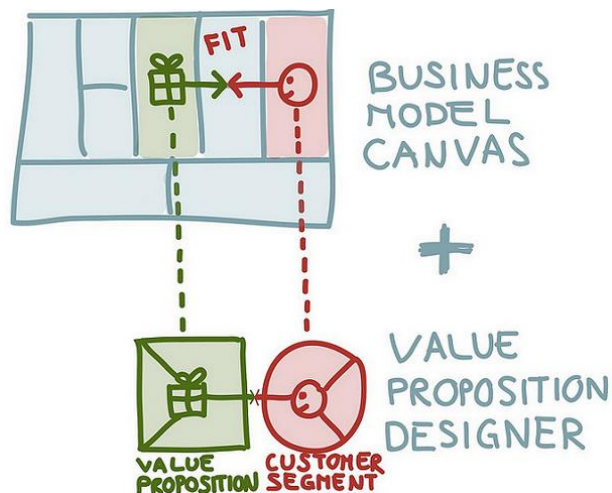 FIT
BUSINESS
MODEL
CANVAS
+
VALUE
PROPOSITION
DESIGNER
VALUE
PROPOSITION
CUSTOMER
SEGMENT